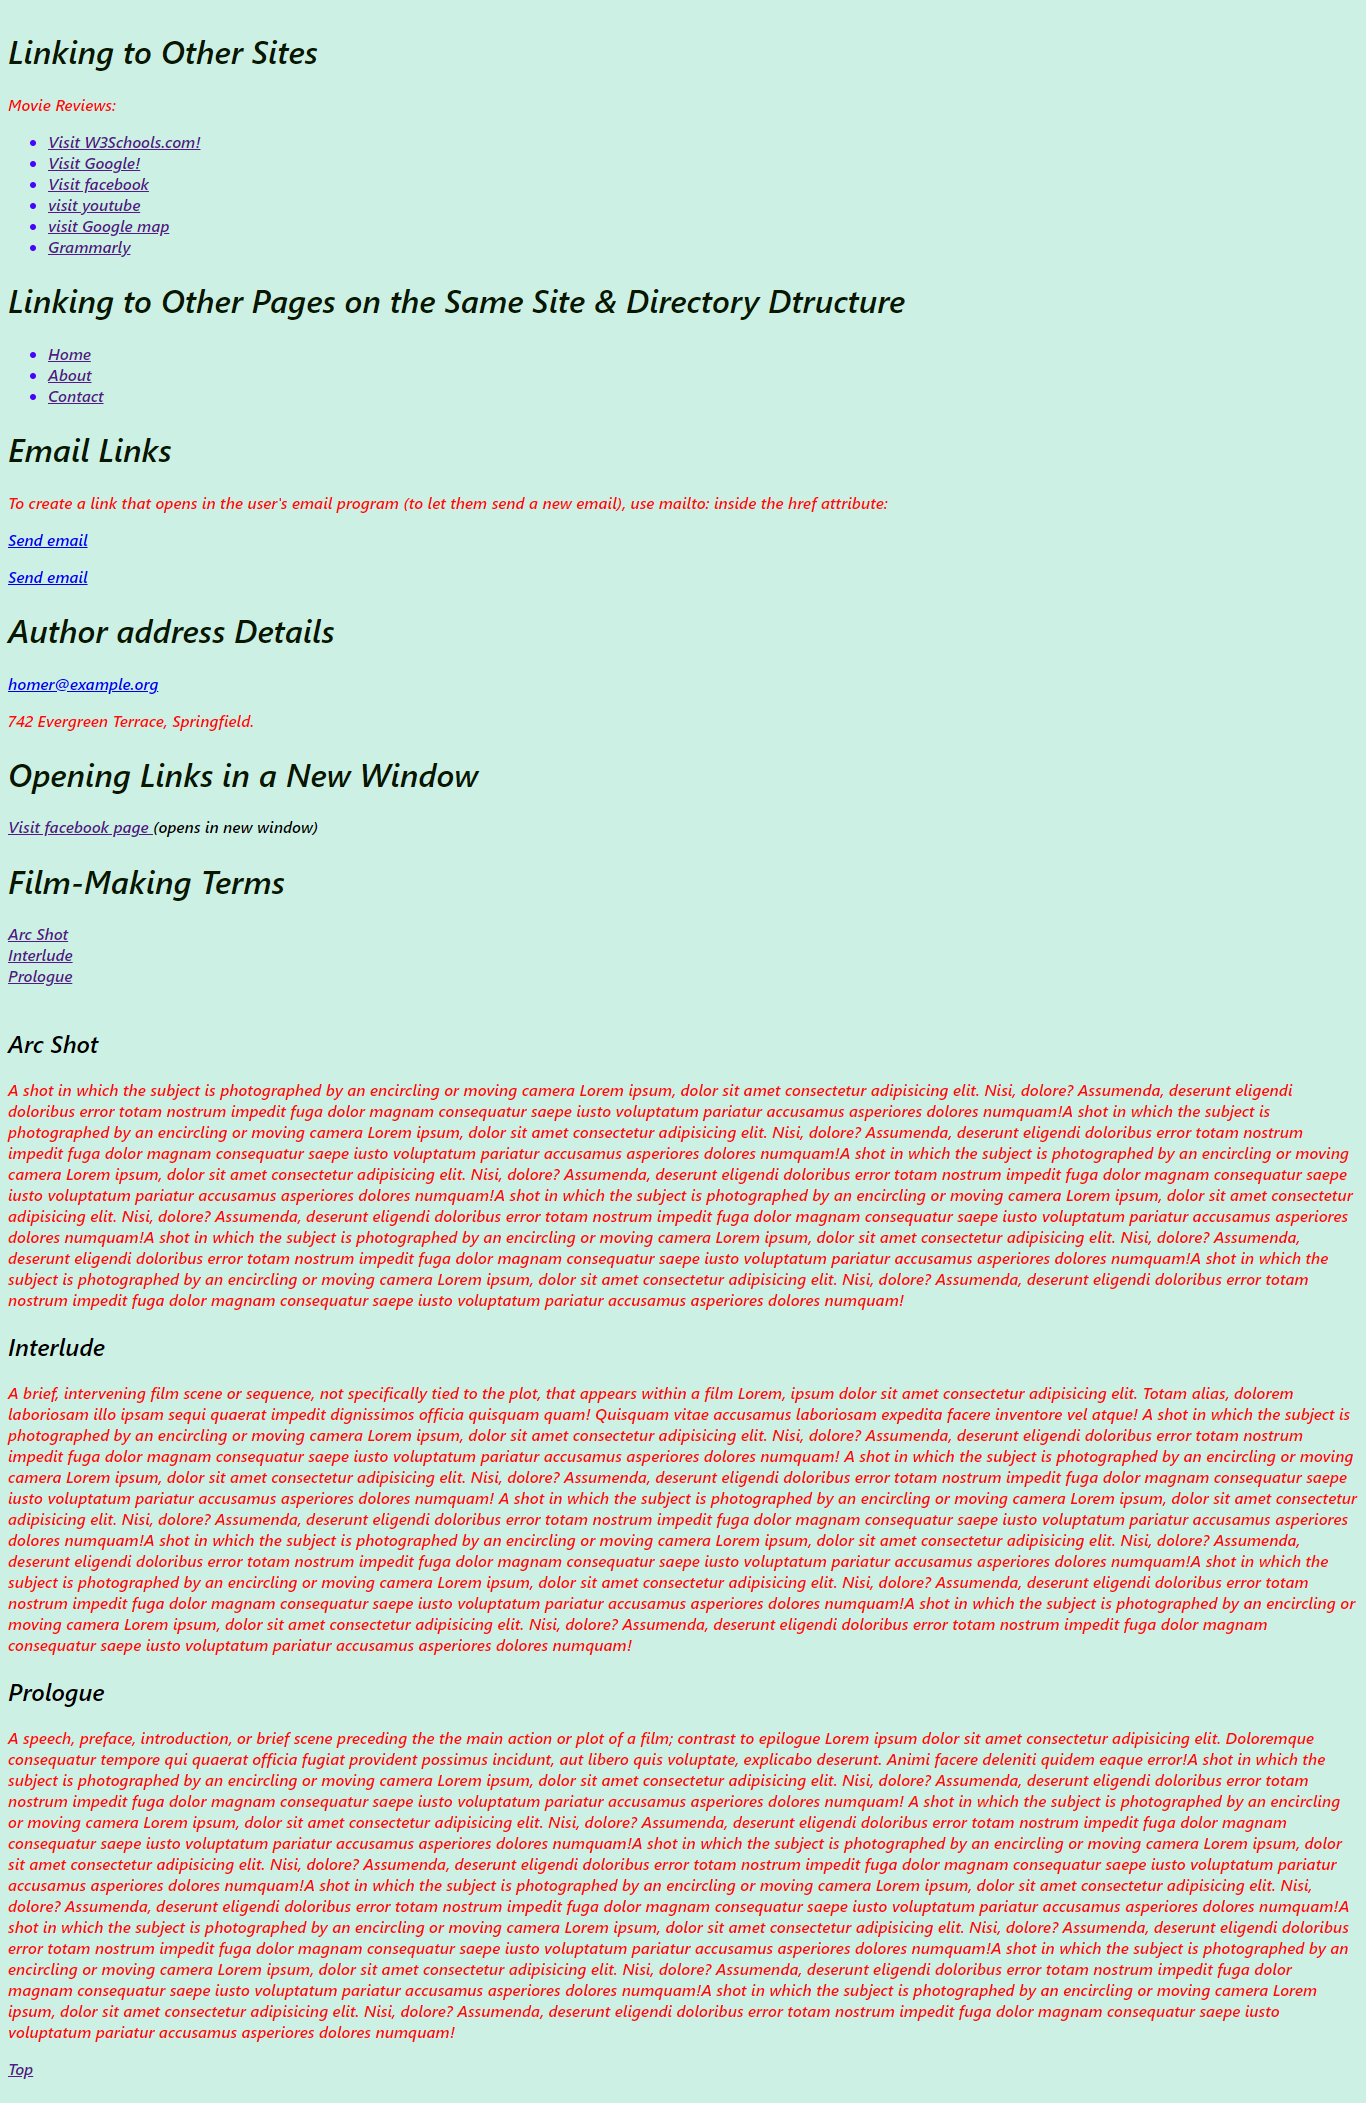 Linking to Other Sites
Movie Reviews:
Visit W3Schools.com!
Visit Google!
Visit facebook
visit youtube
visit Google map
Grammarly
Linking to Other Pages on the Same Site & Directory Dtructure
Home
About
Contact
Email Links
To create a link that opens in the user's email program (to let them send a new email), use mailto: inside the href attribute:
Send email
Send email
Author address Details
homer@example.org
742 Evergreen Terrace, Springfield.
Opening Links in a New Window
Visit facebook page (opens in new window)
Film-Making Terms
Arc Shot
Interlude
Prologue
Arc Shot
A shot in which the subject is photographed by an encircling or moving camera Lorem ipsum, dolor sit amet consectetur adipisicing elit. Nisi, dolore? Assumenda, deserunt eligendi
doloribus error totam nostrum impedit fuga dolor magnam consequatur saepe iusto voluptatum pariatur accusamus asperiores dolores numquam!A shot in which the subject is
photographed by an encircling or moving camera Lorem ipsum, dolor sit amet consectetur adipisicing elit. Nisi, dolore? Assumenda, deserunt eligendi doloribus error totam nostrum
impedit fuga dolor magnam consequatur saepe iusto voluptatum pariatur accusamus asperiores dolores numquam!A shot in which the subject is photographed by an encircling or moving
camera Lorem ipsum, dolor sit amet consectetur adipisicing elit. Nisi, dolore? Assumenda, deserunt eligendi doloribus error totam nostrum impedit fuga dolor magnam consequatur saepe
iusto voluptatum pariatur accusamus asperiores dolores numquam!A shot in which the subject is photographed by an encircling or moving camera Lorem ipsum, dolor sit amet consectetur
adipisicing elit. Nisi, dolore? Assumenda, deserunt eligendi doloribus error totam nostrum impedit fuga dolor magnam consequatur saepe iusto voluptatum pariatur accusamus asperiores
dolores numquam!A shot in which the subject is photographed by an encircling or moving camera Lorem ipsum, dolor sit amet consectetur adipisicing elit. Nisi, dolore? Assumenda,
deserunt eligendi doloribus error totam nostrum impedit fuga dolor magnam consequatur saepe iusto voluptatum pariatur accusamus asperiores dolores numquam!A shot in which the
subject is photographed by an encircling or moving camera Lorem ipsum, dolor sit amet consectetur adipisicing elit. Nisi, dolore? Assumenda, deserunt eligendi doloribus error totam
nostrum impedit fuga dolor magnam consequatur saepe iusto voluptatum pariatur accusamus asperiores dolores numquam!
Interlude
A brief, intervening film scene or sequence, not specifically tied to the plot, that appears within a film Lorem, ipsum dolor sit amet consectetur adipisicing elit. Totam alias, dolorem
laboriosam illo ipsam sequi quaerat impedit dignissimos officia quisquam quam! Quisquam vitae accusamus laboriosam expedita facere inventore vel atque! A shot in which the subject is
photographed by an encircling or moving camera Lorem ipsum, dolor sit amet consectetur adipisicing elit. Nisi, dolore? Assumenda, deserunt eligendi doloribus error totam nostrum
impedit fuga dolor magnam consequatur saepe iusto voluptatum pariatur accusamus asperiores dolores numquam! A shot in which the subject is photographed by an encircling or moving
camera Lorem ipsum, dolor sit amet consectetur adipisicing elit. Nisi, dolore? Assumenda, deserunt eligendi doloribus error totam nostrum impedit fuga dolor magnam consequatur saepe
iusto voluptatum pariatur accusamus asperiores dolores numquam! A shot in which the subject is photographed by an encircling or moving camera Lorem ipsum, dolor sit amet consectetur
adipisicing elit. Nisi, dolore? Assumenda, deserunt eligendi doloribus error totam nostrum impedit fuga dolor magnam consequatur saepe iusto voluptatum pariatur accusamus asperiores
dolores numquam!A shot in which the subject is photographed by an encircling or moving camera Lorem ipsum, dolor sit amet consectetur adipisicing elit. Nisi, dolore? Assumenda,
deserunt eligendi doloribus error totam nostrum impedit fuga dolor magnam consequatur saepe iusto voluptatum pariatur accusamus asperiores dolores numquam!A shot in which the
subject is photographed by an encircling or moving camera Lorem ipsum, dolor sit amet consectetur adipisicing elit. Nisi, dolore? Assumenda, deserunt eligendi doloribus error totam
nostrum impedit fuga dolor magnam consequatur saepe iusto voluptatum pariatur accusamus asperiores dolores numquam!A shot in which the subject is photographed by an encircling or
moving camera Lorem ipsum, dolor sit amet consectetur adipisicing elit. Nisi, dolore? Assumenda, deserunt eligendi doloribus error totam nostrum impedit fuga dolor magnam
consequatur saepe iusto voluptatum pariatur accusamus asperiores dolores numquam!
Prologue
A speech, preface, introduction, or brief scene preceding the the main action or plot of a film; contrast to epilogue Lorem ipsum dolor sit amet consectetur adipisicing elit. Doloremque
consequatur tempore qui quaerat officia fugiat provident possimus incidunt, aut libero quis voluptate, explicabo deserunt. Animi facere deleniti quidem eaque error!A shot in which the
subject is photographed by an encircling or moving camera Lorem ipsum, dolor sit amet consectetur adipisicing elit. Nisi, dolore? Assumenda, deserunt eligendi doloribus error totam
nostrum impedit fuga dolor magnam consequatur saepe iusto voluptatum pariatur accusamus asperiores dolores numquam! A shot in which the subject is photographed by an encircling
or moving camera Lorem ipsum, dolor sit amet consectetur adipisicing elit. Nisi, dolore? Assumenda, deserunt eligendi doloribus error totam nostrum impedit fuga dolor magnam
consequatur saepe iusto voluptatum pariatur accusamus asperiores dolores numquam!A shot in which the subject is photographed by an encircling or moving camera Lorem ipsum, dolor
sit amet consectetur adipisicing elit. Nisi, dolore? Assumenda, deserunt eligendi doloribus error totam nostrum impedit fuga dolor magnam consequatur saepe iusto voluptatum pariatur
accusamus asperiores dolores numquam!A shot in which the subject is photographed by an encircling or moving camera Lorem ipsum, dolor sit amet consectetur adipisicing elit. Nisi,
dolore? Assumenda, deserunt eligendi doloribus error totam nostrum impedit fuga dolor magnam consequatur saepe iusto voluptatum pariatur accusamus asperiores dolores numquam!A
shot in which the subject is photographed by an encircling or moving camera Lorem ipsum, dolor sit amet consectetur adipisicing elit. Nisi, dolore? Assumenda, deserunt eligendi doloribus
error totam nostrum impedit fuga dolor magnam consequatur saepe iusto voluptatum pariatur accusamus asperiores dolores numquam!A shot in which the subject is photographed by an
encircling or moving camera Lorem ipsum, dolor sit amet consectetur adipisicing elit. Nisi, dolore? Assumenda, deserunt eligendi doloribus error totam nostrum impedit fuga dolor
magnam consequatur saepe iusto voluptatum pariatur accusamus asperiores dolores numquam!A shot in which the subject is photographed by an encircling or moving camera Lorem
ipsum, dolor sit amet consectetur adipisicing elit. Nisi, dolore? Assumenda, deserunt eligendi doloribus error totam nostrum impedit fuga dolor magnam consequatur saepe iusto
voluptatum pariatur accusamus asperiores dolores numquam!
Top